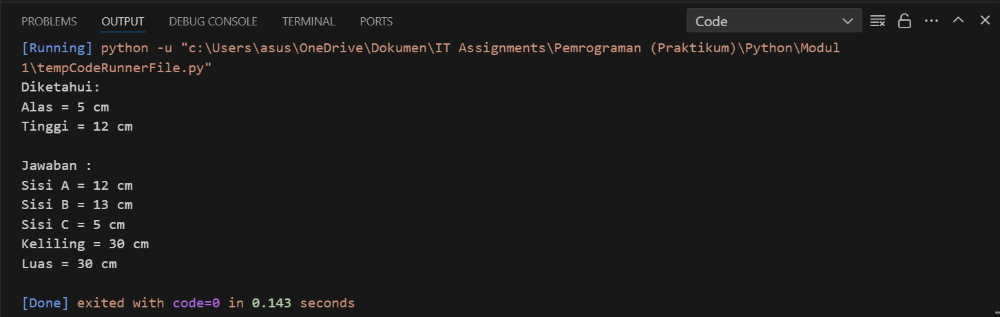 PROBLEMS OUTPUT DEBUG CONSOLE TERMINAL PORTS Code
[Running] python -u "c:\Users\asus\OneDrive\Dokumen\IT Assignments\Pemrograman (Praktikum)\Python\Modul
1\tempCodeRunnerFile.py"
Diketahui:
Alas = 5 cm
Tinggi = 12 cm
Jawaban :
Sisi A = 12 cm
Sisi B = 13 cm
Sisi C = 5 cm
Keliling = 30 cm
Luas = 30 cm
[Done] exited with code=0 in 0.143 seconds